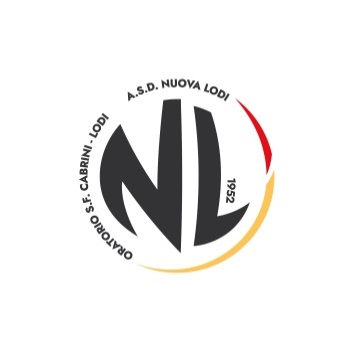 A.S.D. NUOVA LODI
ORATORIO S.F. CABRINI - LODI
NL
1952